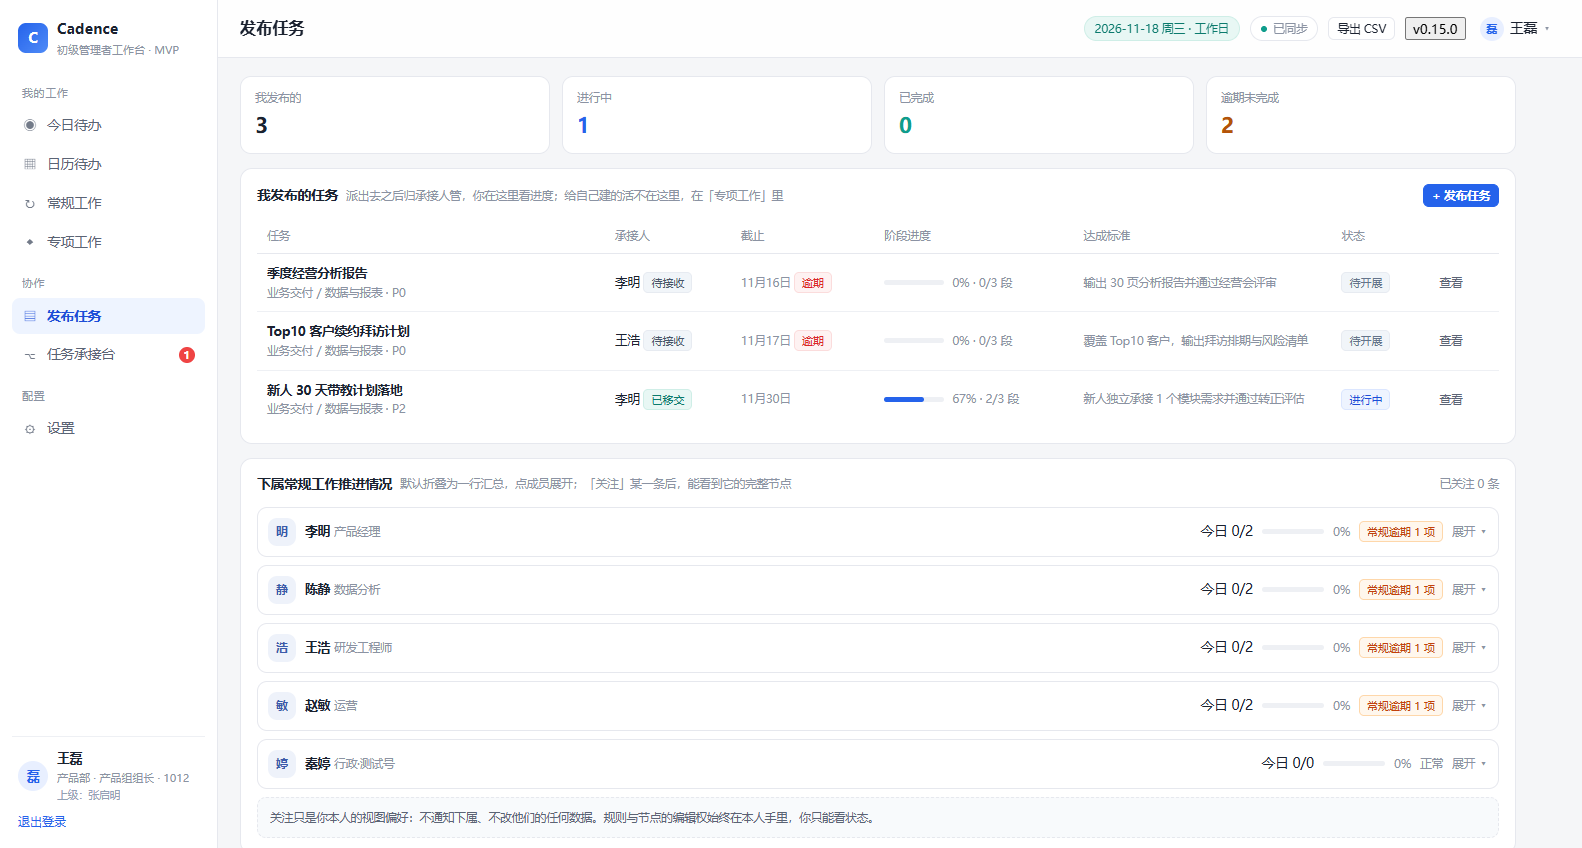 C
Cadence
初级管理者工作台 · MVP
我的工作
今日待办
日历待办
常规工作
专项工作
协作
发布任务
任务承接台 1
配置
设置
磊
王磊
产品部 · 产品组组长 · 1012
上级：张启明
退出登录
发布任务
2026-11-18 周三 · 工作日
已同步
导出 CSV
v0.15.0
磊 王磊
我发布的
3
进行中
1
已完成
0
逾期未完成
2
我发布的任务 派出去之后归承接人管，你在这里看进度；给自己建的活不在这里，在「专项工作」里
+ 发布任务
任务 承接人 截止 阶段进度 达成标准 状态
季度经营分析报告
业务交付 / 数据与报表 · P0
李明 待接收 11月16日 逾期 0% · 0/3 段 输出 30 页分析报告并通过经营会评审 待开展 查看
Top10 客户续约拜访计划
业务交付 / 数据与报表 · P0
王浩 待接收 11月17日 逾期 0% · 0/3 段 覆盖 Top10 客户，输出拜访排期与风险清单 待开展 查看
新人 30 天带教计划落地
业务交付 / 数据与报表 · P2
李明 已移交 11月30日 67% · 2/3 段 新人独立承接 1 个模块需求并通过转正评估 进行中 查看
下属常规工作推进情况 默认折叠为一行汇总，点成员展开；「关注」某一条后，能看到它的完整节点
已关注 0 条
明 李明 产品经理 今日 0/2 0% 常规逾期 1 项 展开
静 陈静 数据分析 今日 0/2 0% 常规逾期 1 项 展开
浩 王浩 研发工程师 今日 0/2 0% 常规逾期 1 项 展开
敏 赵敏 运营 今日 0/2 0% 常规逾期 1 项 展开
婷 秦婷 行政·测试号 今日 0/0 0% 正常 展开
关注只是你本人的视图偏好：不通知下属、不改他们的任何数据。规则与节点的编辑权始终在本人手里，你只能看状态。